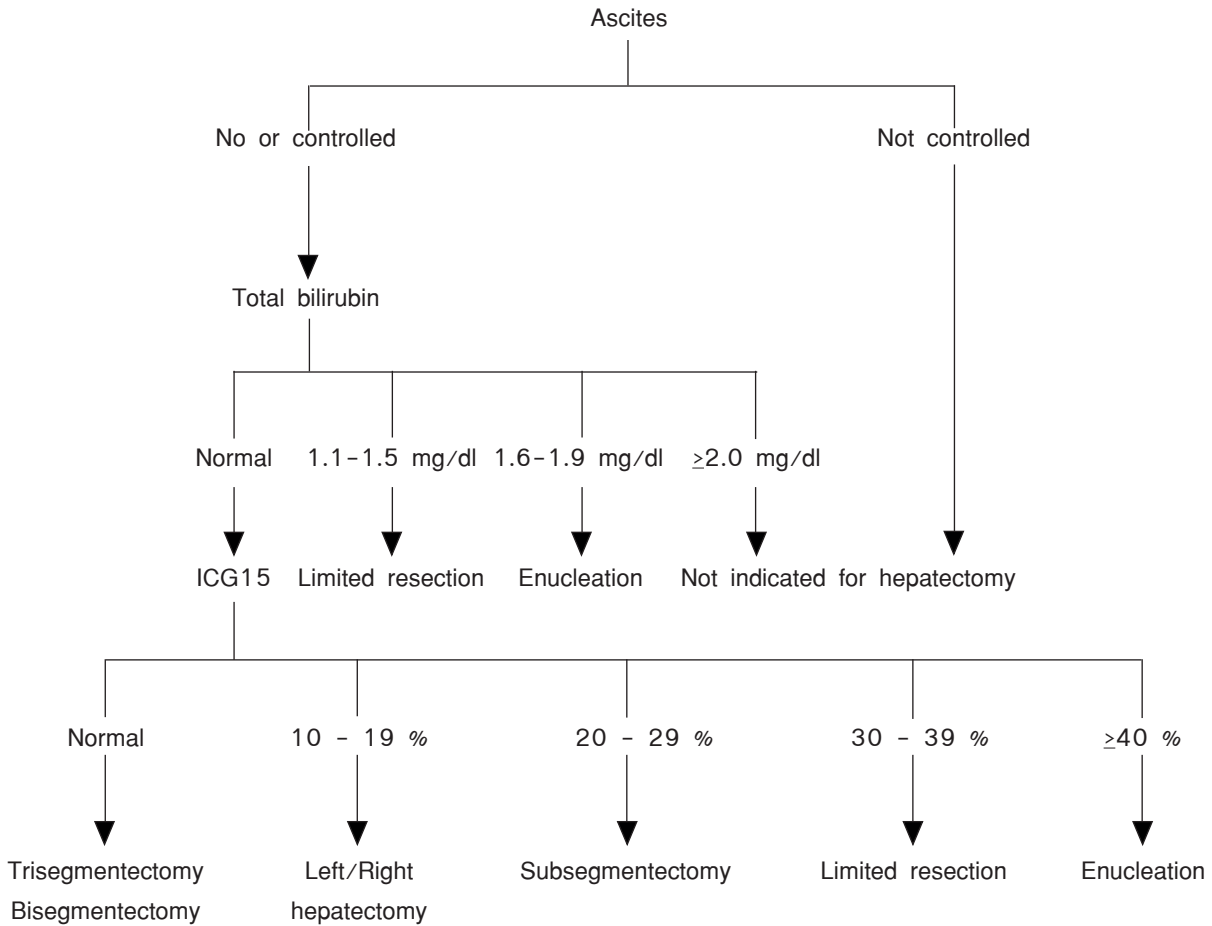 Ascites
No or controlled
Not controlled
Total bilirubin
Normal
1.1-1.5 mg/dl
1.6-1.9 mg/dl
≥2.0 mg/dl
ICG15
Limited resection
Enucleation
Not indicated for hepatectomy
Normal
10 - 19 %
20 - 29 %
30 - 39 %
≥40 %
Trisegmentectomy
Bisegmentectomy
Left/Right
hepatectomy
Subsegmentectomy
Limited resection
Enucleation